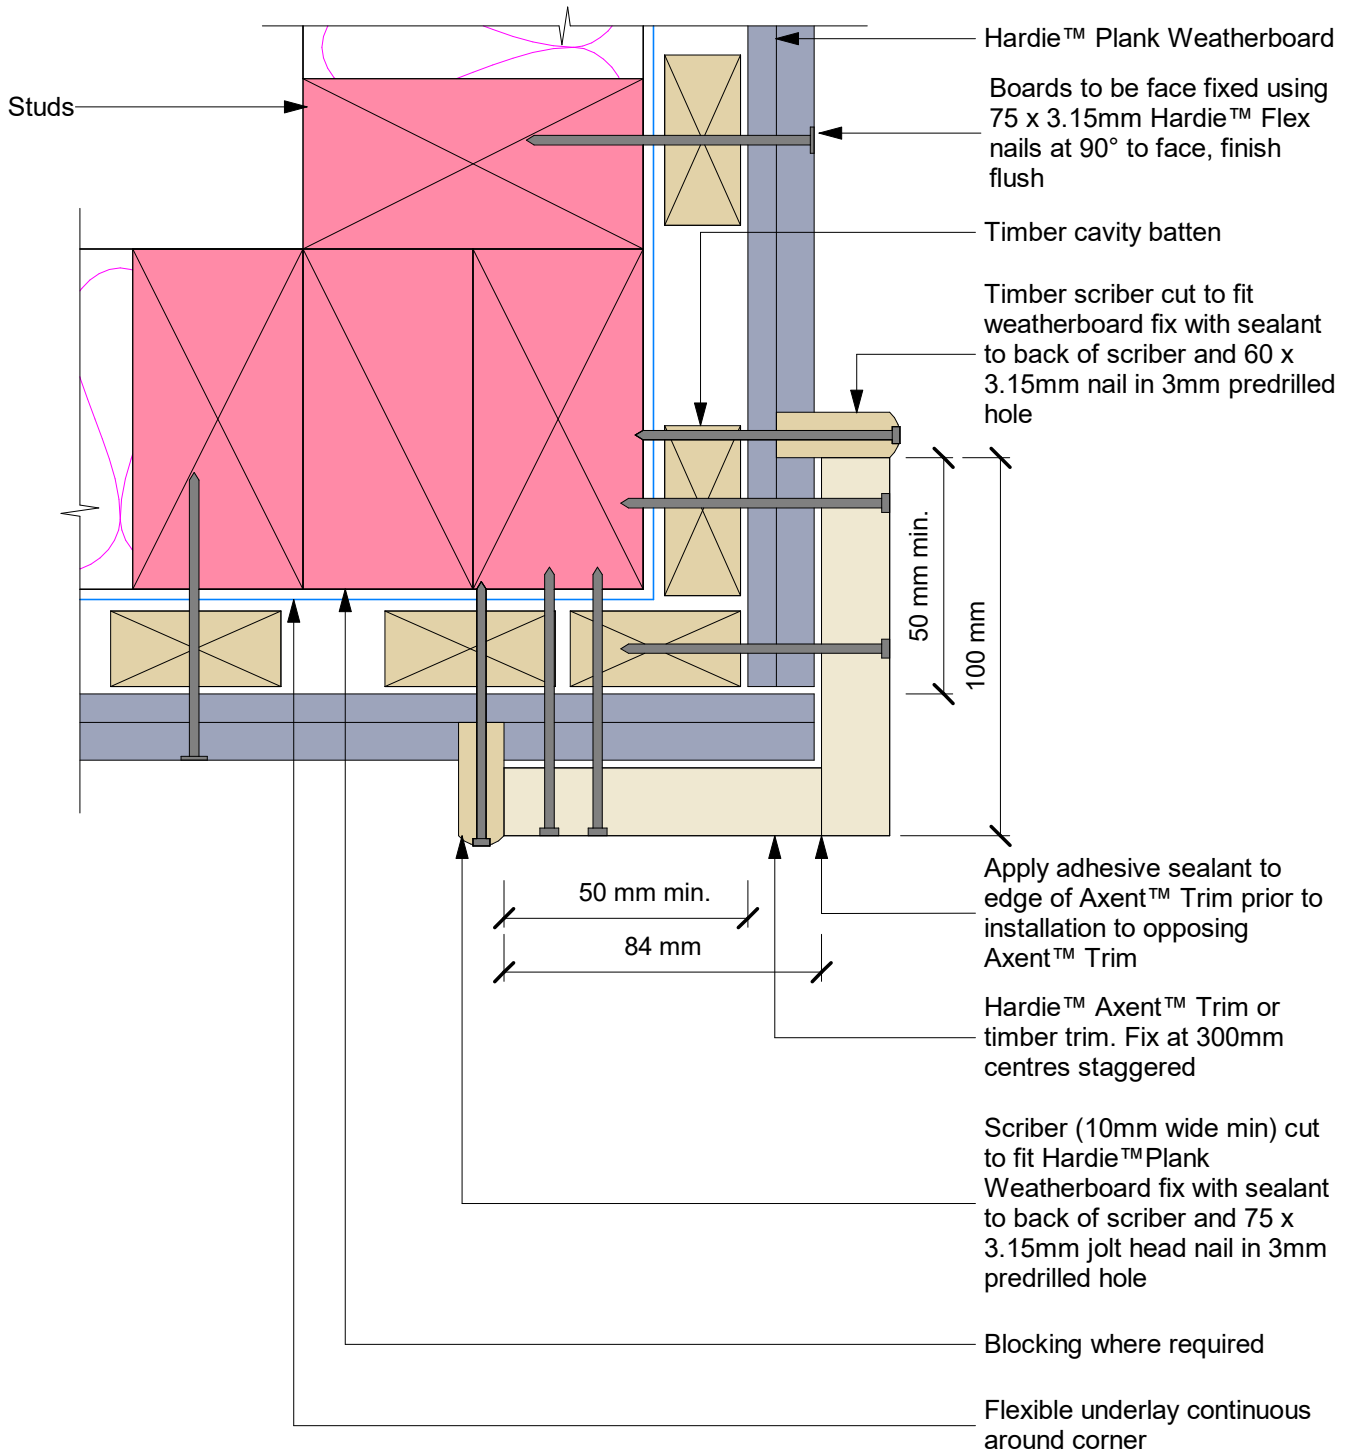 Hardie™ Plank Weatherboard
Studs
Boards to be face fixed using
75 x 3.15mm Hardie™ Flex
nails at 90° to face, finish
flush
Timber cavity batten
Timber scriber cut to fit
weatherboard fix with sealant
to back of scriber and 60 x
3.15mm nail in 3mm predrilled
hole
50 mm min.
100 mm
50 mm min.
84 mm
Apply adhesive sealant to
edge of Axent™ Trim prior to
installation to opposing
Axent™ Trim
Hardie™ Axent™ Trim or
timber trim. Fix at 300mm
centres staggered
Scriber (10mm wide min) cut
to fit Hardie™Plank
Weatherboard fix with sealant
to back of scriber and 75 x
3.15mm jolt head nail in 3mm
predrilled hole
Blocking where required
Flexible underlay continuous
around corner